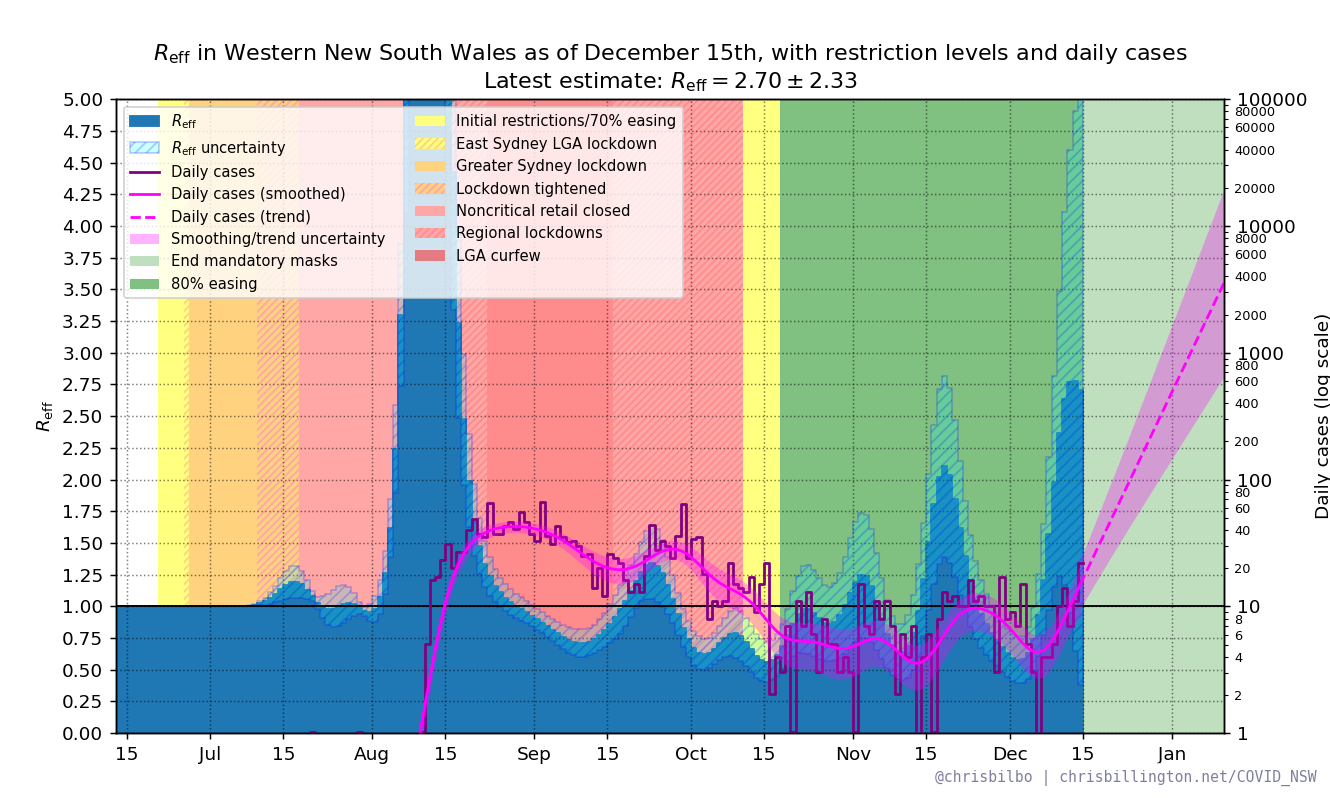 R_eff in Western New South Wales as of December 15th, with restriction levels and daily cases
Latest estimate: R_eff = 2.70 ± 2.33
R_eff
R_eff uncertainty
Daily cases
Daily cases (smoothed)
Daily cases (trend)
Smoothing/trend uncertainty
End mandatory masks
80% easing
Initial restrictions/70% easing
East Sydney LGA lockdown
Greater Sydney lockdown
Lockdown tightened
Noncritical retail closed
Regional lockdowns
LGA curfew
R_eff
5.00
4.75
4.50
4.25
4.00
3.75
3.50
3.25
3.00
2.75
2.50
2.25
2.00
1.75
1.50
1.25
1.00
0.75
0.50
0.25
0.00
15 Jul 15 Aug 15 Sep 15 Oct 15 Nov 15 Dec 15 Jan
100000
80000
60000
40000
20000
10000
8000
6000
4000
2000
1000
800
600
400
200
100
80
60
40
20
10
8
6
4
2
1
Daily cases (log scale)
@chrisbilbo | chrisbillington.net/COVID_NSW